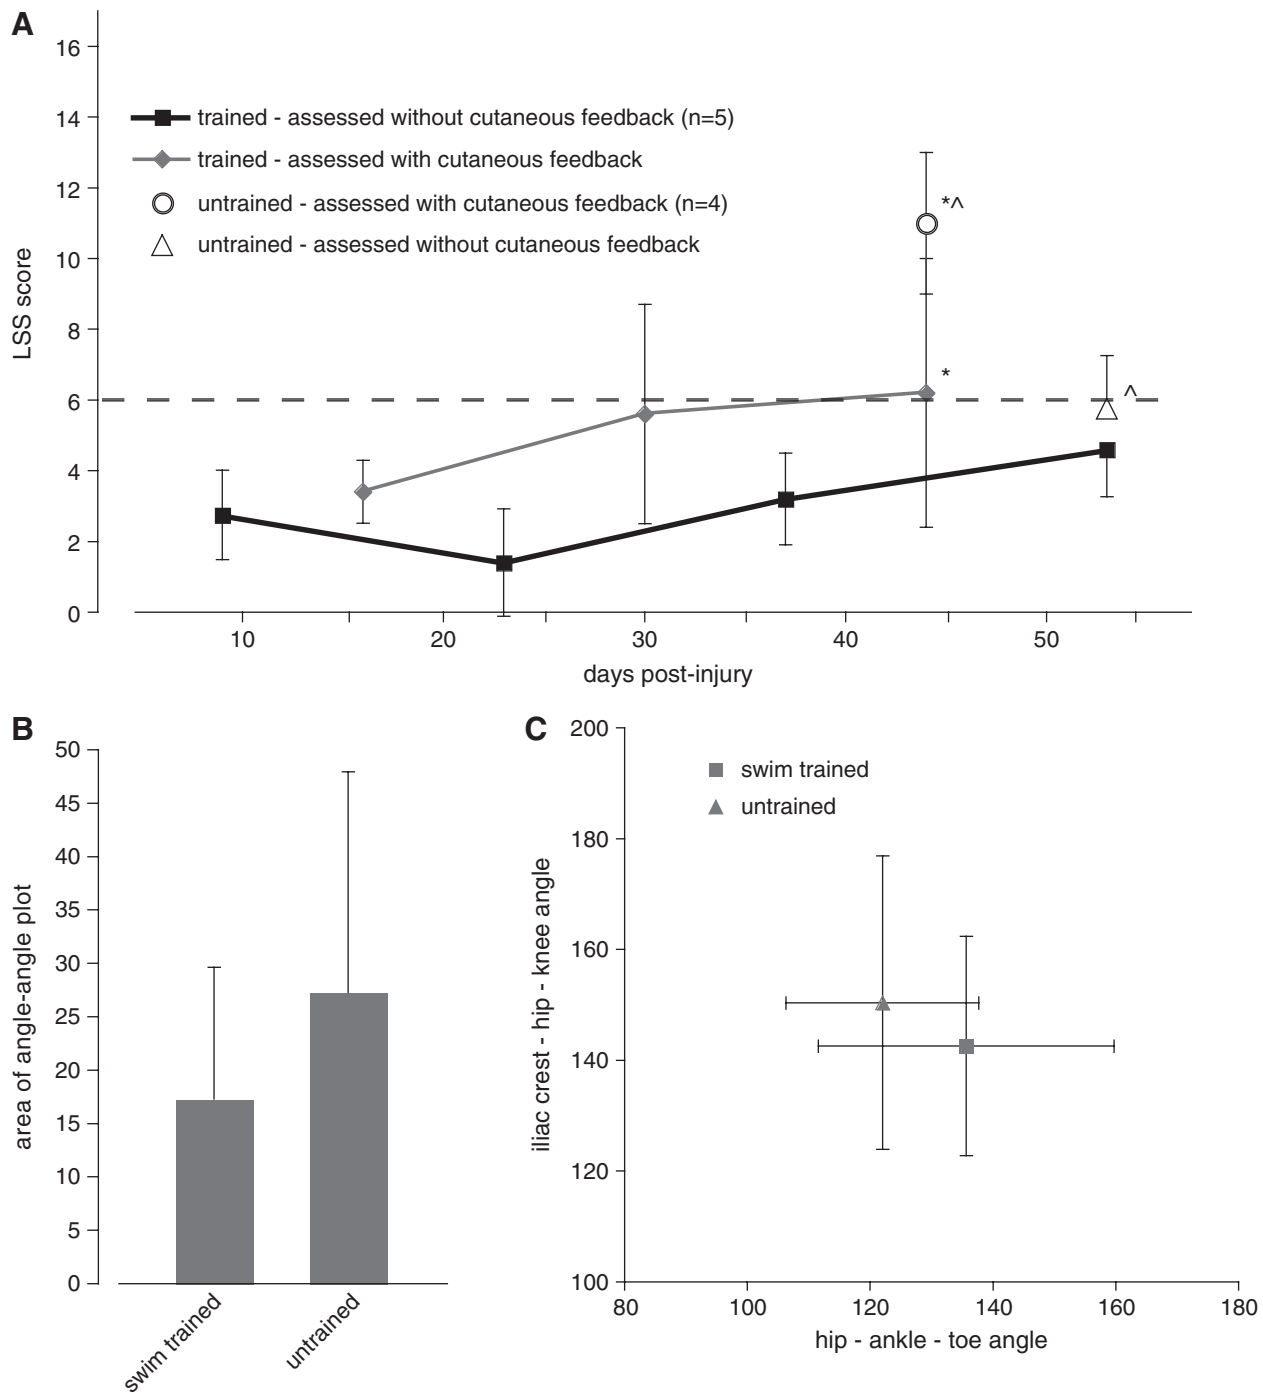 A
16
14
12
10
8
6
4
2
0
LSS score
trained - assessed without cutaneous feedback (n=5)
trained - assessed with cutaneous feedback
untrained - assessed with cutaneous feedback (n=4)
untrained - assessed without cutaneous feedback
*^
*
^
10 20 30 40 50
days post-injury
B
50
45
40
35
30
25
20
15
10
5
0
area of angle-angle plot
swim trained
untrained
C
200
180
160
140
120
100
iliac crest - hip - knee angle
swim trained
untrained
80 100 120 140 160 180
hip - ankle - toe angle